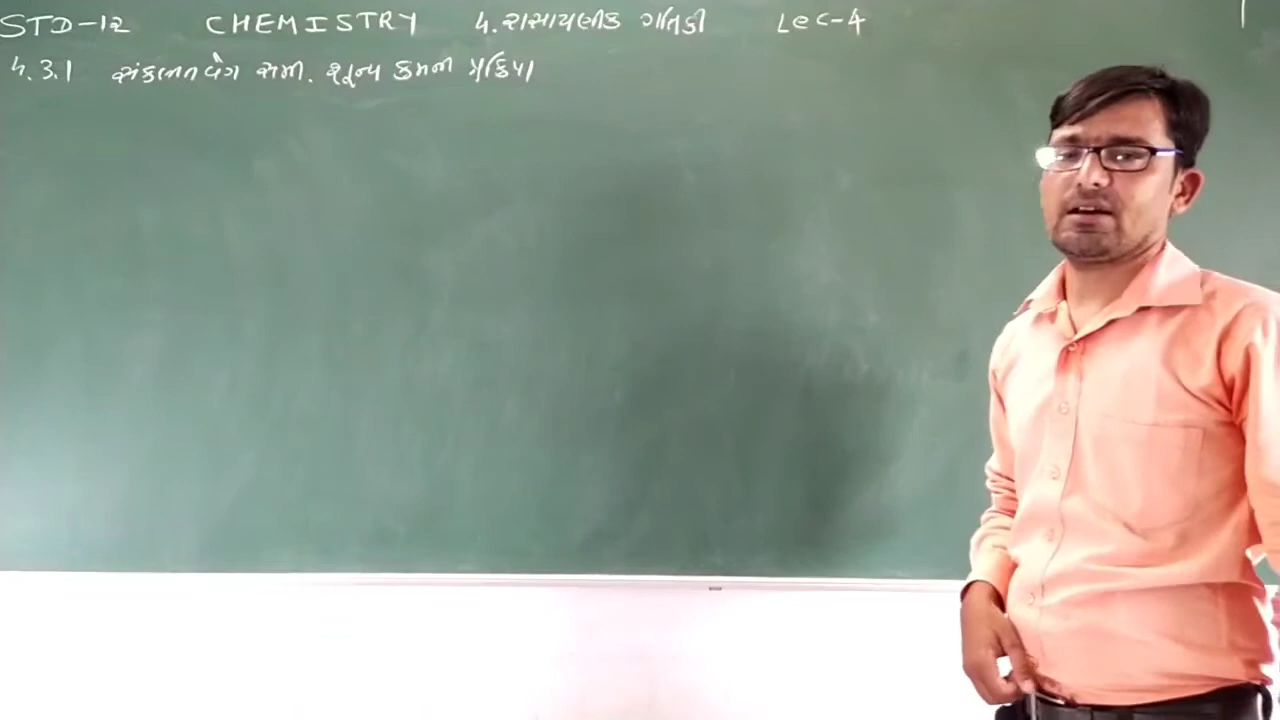 STD-12 CHEMISTRY 4. રાસાયણીક ગતિકી Lec-4
4.3.1 સંકલિત વેગ સમી. શૂન્ય ક્રમની પ્રક્રિયા